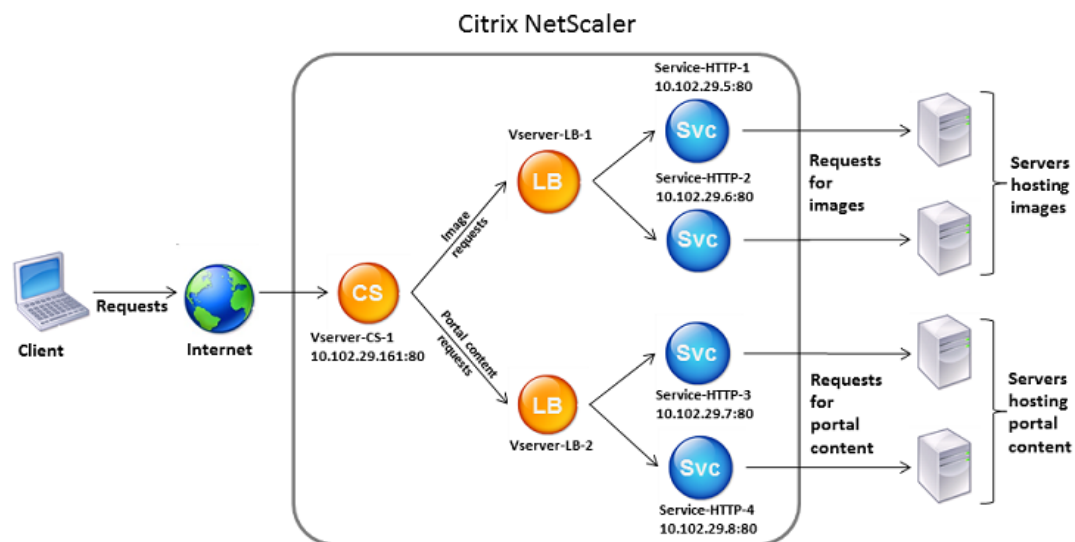 Citrix NetScaler
Service-HTTP-1
10.102.29.5:80
Svc
Vserver-LB-1
LB
Service-HTTP-2
10.102.29.6:80
Svc
Requests
for
images
Servers
hosting
images
Image
requests
Client
Requests
Internet
CS
Vserver-CS-1
10.102.29.161:80
Portal content
requests
LB
Vserver-LB-2
Svc
Service-HTTP-3
10.102.29.7:80
Svc
Service-HTTP-4
10.102.29.8:80
Requests
for
portal
content
Servers
hosting
portal
content